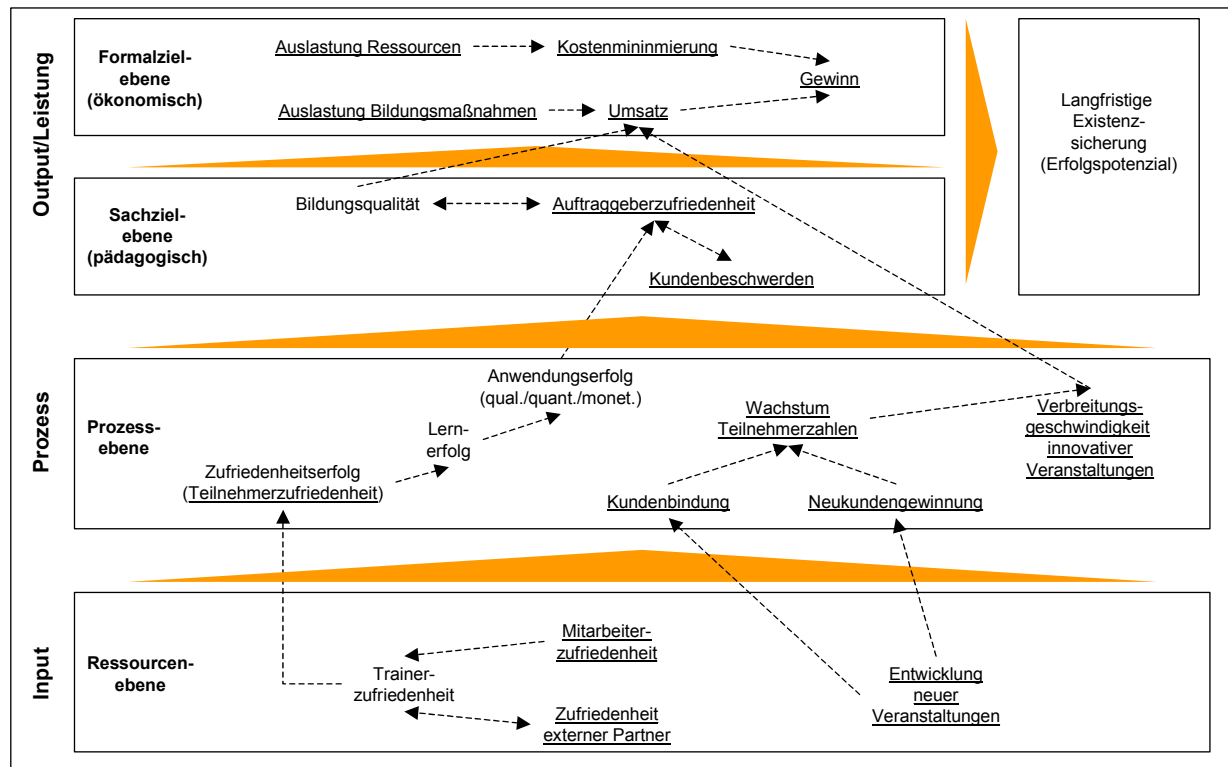 Output/Leistung
Formalziel-
ebene
(ökonomisch)
Auslastung Ressourcen
Kostenmininmierung
Gewinn
Auslastung Bildungsmaßnahmen
Umsatz
Langfristige
Existenz-
sicherung
(Erfolgspotenzial)
Sachziel-
ebene
(pädagogisch)
Bildungsqualität
Auftraggeberzufriedenheit
Kundenbeschwerden
Prozess
Prozess-
ebene
Zufriedenheitserfolg
(Teilnehmerzufriedenheit)
Lern-
erfolg
Anwendungserfolg
(qual./quant./monet.)
Wachstum
Teilnehmerzahlen
Verbreitungs-
geschwindigkeit
innovativer
Veranstaltungen
Kundenbindung
Neukundengewinnung
Input
Ressourcen-
ebene
Mitarbeiter-
zufriedenheit
Trainer-
zufriedenheit
Zufriedenheit
externer Partner
Entwicklung
neuer
Veranstaltungen